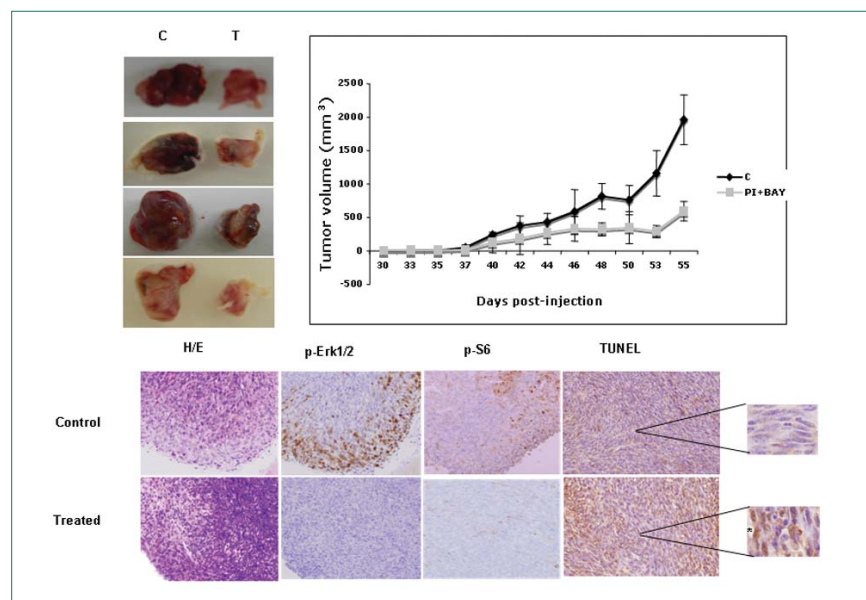 C T
2500
2000
1500
1000
500
0
-500
Tumor volume (mm³)
30 33 35 37 40 42 44 46 48 50 53 55
Days post-injection
C
PI+BAY
H/E p-Erk1/2 p-S6 TUNEL
Control
Treated
*